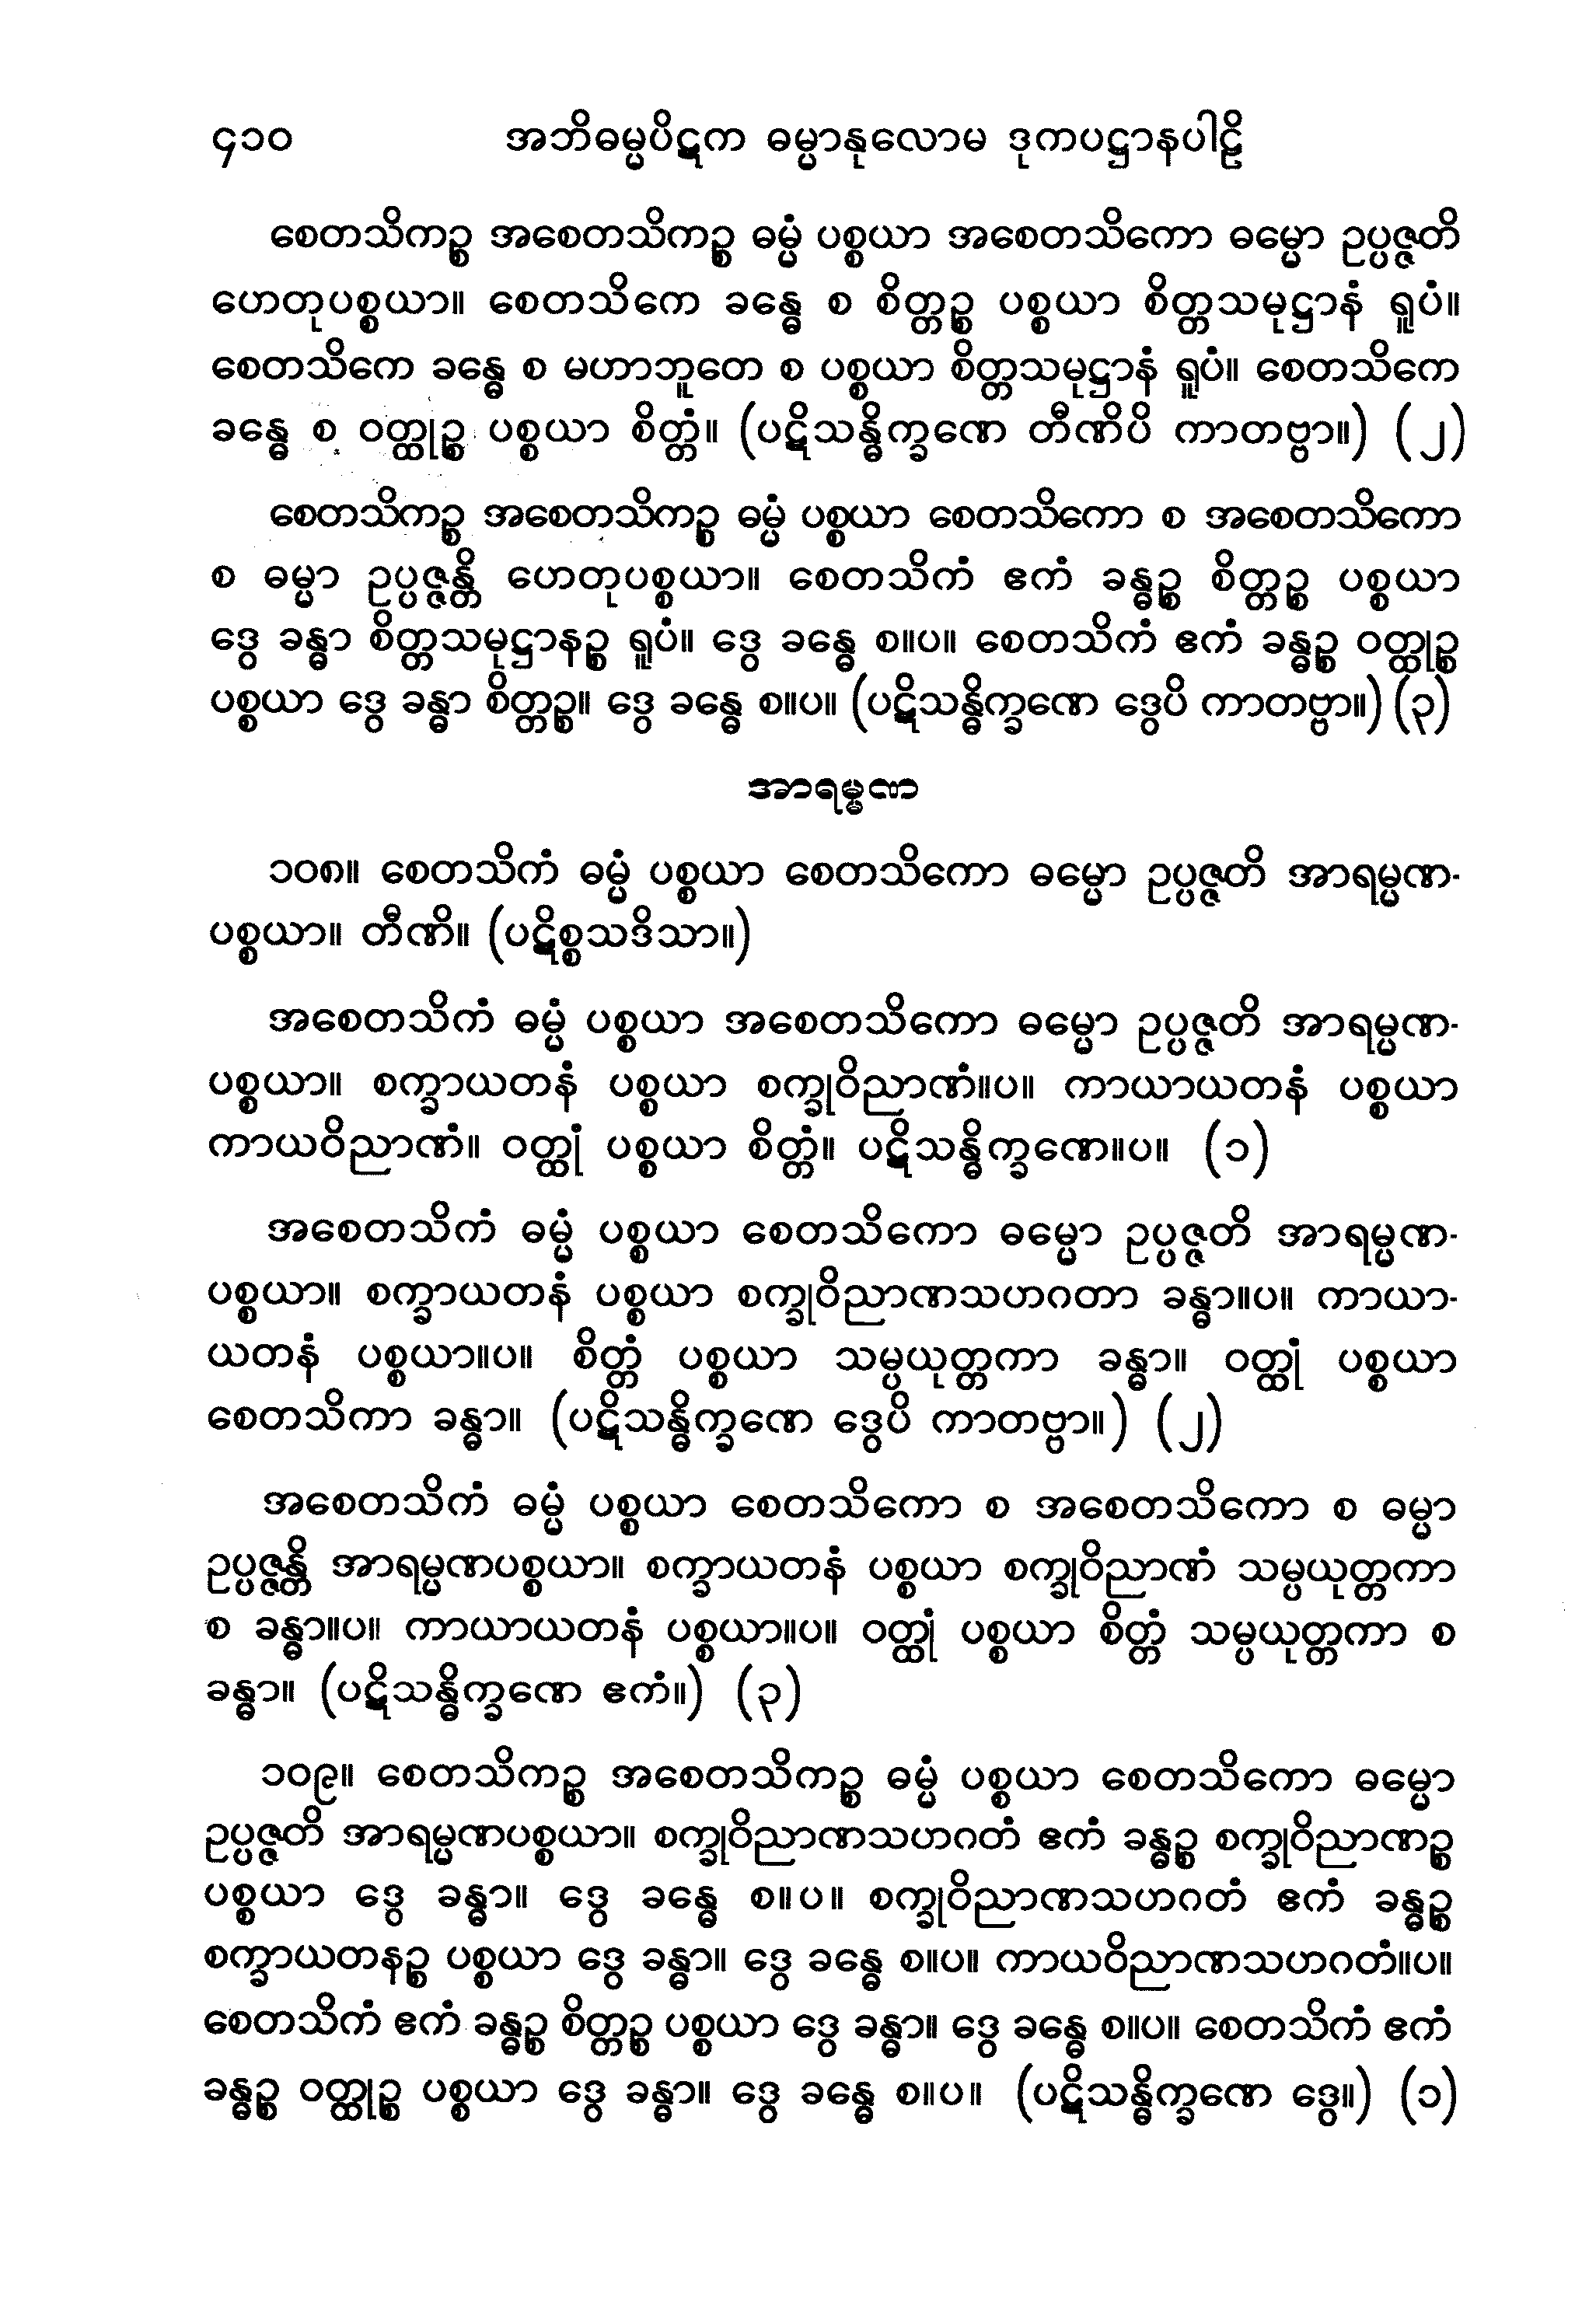 ၄၁၀ အဘိဓမ္မပိဋက ဓမ္မာနုလောမ ဒုကပဋ္ဌာနပါဠိ
စေတသိကဉ္စ အစေတသိကဉ္စ ဓမ္မံ ပစ္စယာ အစေတသိကော ဓမ္မော ဥပ္ပဇ္ဇတိ
ဟေတုပစ္စယာ။ စေတသိကေ ခန္ဓေ စ စိတ္တဉ္စ ပစ္စယာ စိတ္တသမုဋ္ဌာနံ ရူပံ။
စေတသိကေ ခန္ဓေ စ မဟာဘူတေ စ ပစ္စယာ စိတ္တသမုဋ္ဌာနံ ရူပံ။ စေတသိကေ
ခန္ဓေ စ ဝတ္ထုဉ္စ ပစ္စယာ စိတ္တံ။ (ပဋိသန္ဓိက္ခဏေ တီဏိပိ ကာတဗ္ဗာ။) (၂)
စေတသိကဉ္စ အစေတသိကဉ္စ ဓမ္မံ ပစ္စယာ စေတသိကော စ အစေတသိကော
စ ဓမ္မာ ဥပ္ပဇ္ဇန္တိ ဟေတုပစ္စယာ။ စေတသိကံ ဧကံ ခန္ဓဉ္စ စိတ္တဉ္စ ပစ္စယာ
ဒွေ ခန္ဓာ စိတ္တသမုဋ္ဌာနဉ္စ ရူပံ။ ဒွေ ခန္ဓေ စ။ပ။ စေတသိကံ ဧကံ ခန္ဓဉ္စ ဝတ္ထုဉ္စ
ပစ္စယာ ဒွေ ခန္ဓာ စိတ္တဉ္စ။ ဒွေ ခန္ဓေ စ။ပ။ (ပဋိသန္ဓိက္ခဏေ ဒွေပိ ကာတဗ္ဗာ။) (၃)
အာရမ္မဏ
၁၀၈။ စေတသိကံ ဓမ္မံ ပစ္စယာ စေတသိကော ဓမ္မော ဥပ္ပဇ္ဇတိ အာရမ္မဏ-
ပစ္စယာ။ တီဏိ။ (ပဋိစ္စသဒိသာ။)
အစေတသိကံ ဓမ္မံ ပစ္စယာ အစေတသိကော ဓမ္မော ဥပ္ပဇ္ဇတိ အာရမ္မဏ-
ပစ္စယာ။ စက္ခာယတနံ ပစ္စယာ စက္ခုဝိညာဏံ။ပ။ ကာယာယတနံ ပစ္စယာ
ကာယဝိညာဏံ။ ဝတ္ထုံ ပစ္စယာ စိတ္တံ။ ပဋိသန္ဓိက္ခဏေ။ပ။ (၁)
အစေတသိကံ ဓမ္မံ ပစ္စယာ စေတသိကော ဓမ္မော ဥပ္ပဇ္ဇတိ အာရမ္မဏ-
ပစ္စယာ။ စက္ခာယတနံ ပစ္စယာ စက္ခုဝိညာဏသဟဂတာ ခန္ဓာ။ပ။ ကာယာ-
ယတနံ ပစ္စယာ။ပ။ စိတ္တံ ပစ္စယာ သမ္ပယုတ္တကာ ခန္ဓာ။ ဝတ္ထုံ ပစ္စယာ
စေတသိကာ ခန္ဓာ။ (ပဋိသန္ဓိက္ခဏေ ဒွေပိ ကာတဗ္ဗာ။) (၂)
အစေတသိကံ ဓမ္မံ ပစ္စယာ စေတသိကော စ အစေတသိကော စ ဓမ္မာ
ဥပ္ပဇ္ဇန္တိ အာရမ္မဏပစ္စယာ။ စက္ခာယတနံ ပစ္စယာ စက္ခုဝိညာဏံ သမ္ပယုတ္တကာ
စ ခန္ဓာ။ပ။ ကာယာယတနံ ပစ္စယာ။ပ။ ဝတ္ထုံ ပစ္စယာ စိတ္တံ သမ္ပယုတ္တကာ စ
ခန္ဓာ။ (ပဋိသန္ဓိက္ခဏေ ဧကံ။) (၃)
၁၀၉။ စေတသိကဉ္စ အစေတသိကဉ္စ ဓမ္မံ ပစ္စယာ စေတသိကော ဓမ္မော
ဥပ္ပဇ္ဇတိ အာရမ္မဏပစ္စယာ။ စက္ခုဝိညာဏသဟဂတံ ဧကံ ခန္ဓဉ္စ စက္ခုဝိညာဏဉ္စ
ပစ္စယာ ဒွေ ခန္ဓာ။ ဒွေ ခန္ဓေ စ။ပ။ စက္ခုဝိညာဏသဟဂတံ ဧကံ ခန္ဓဉ္စ
စက္ခာယတနဉ္စ ပစ္စယာ ဒွေ ခန္ဓာ။ ဒွေ ခန္ဓေ စ။ပ။ ကာယဝိညာဏသဟဂတံ။ပ။
စေတသိကံ ဧကံ ခန္ဓဉ္စ စိတ္တဉ္စ ပစ္စယာ ဒွေ ခန္ဓာ။ ဒွေ ခန္ဓေ စ။ပ။ စေတသိကံ ဧကံ
ခန္ဓဉ္စ ဝတ္ထုဉ္စ ပစ္စယာ ဒွေ ခန္ဓာ။ ဒွေ ခန္ဓေ စ။ပ။ (ပဋိသန္ဓိက္ခဏေ ဒွေ။) (၁)